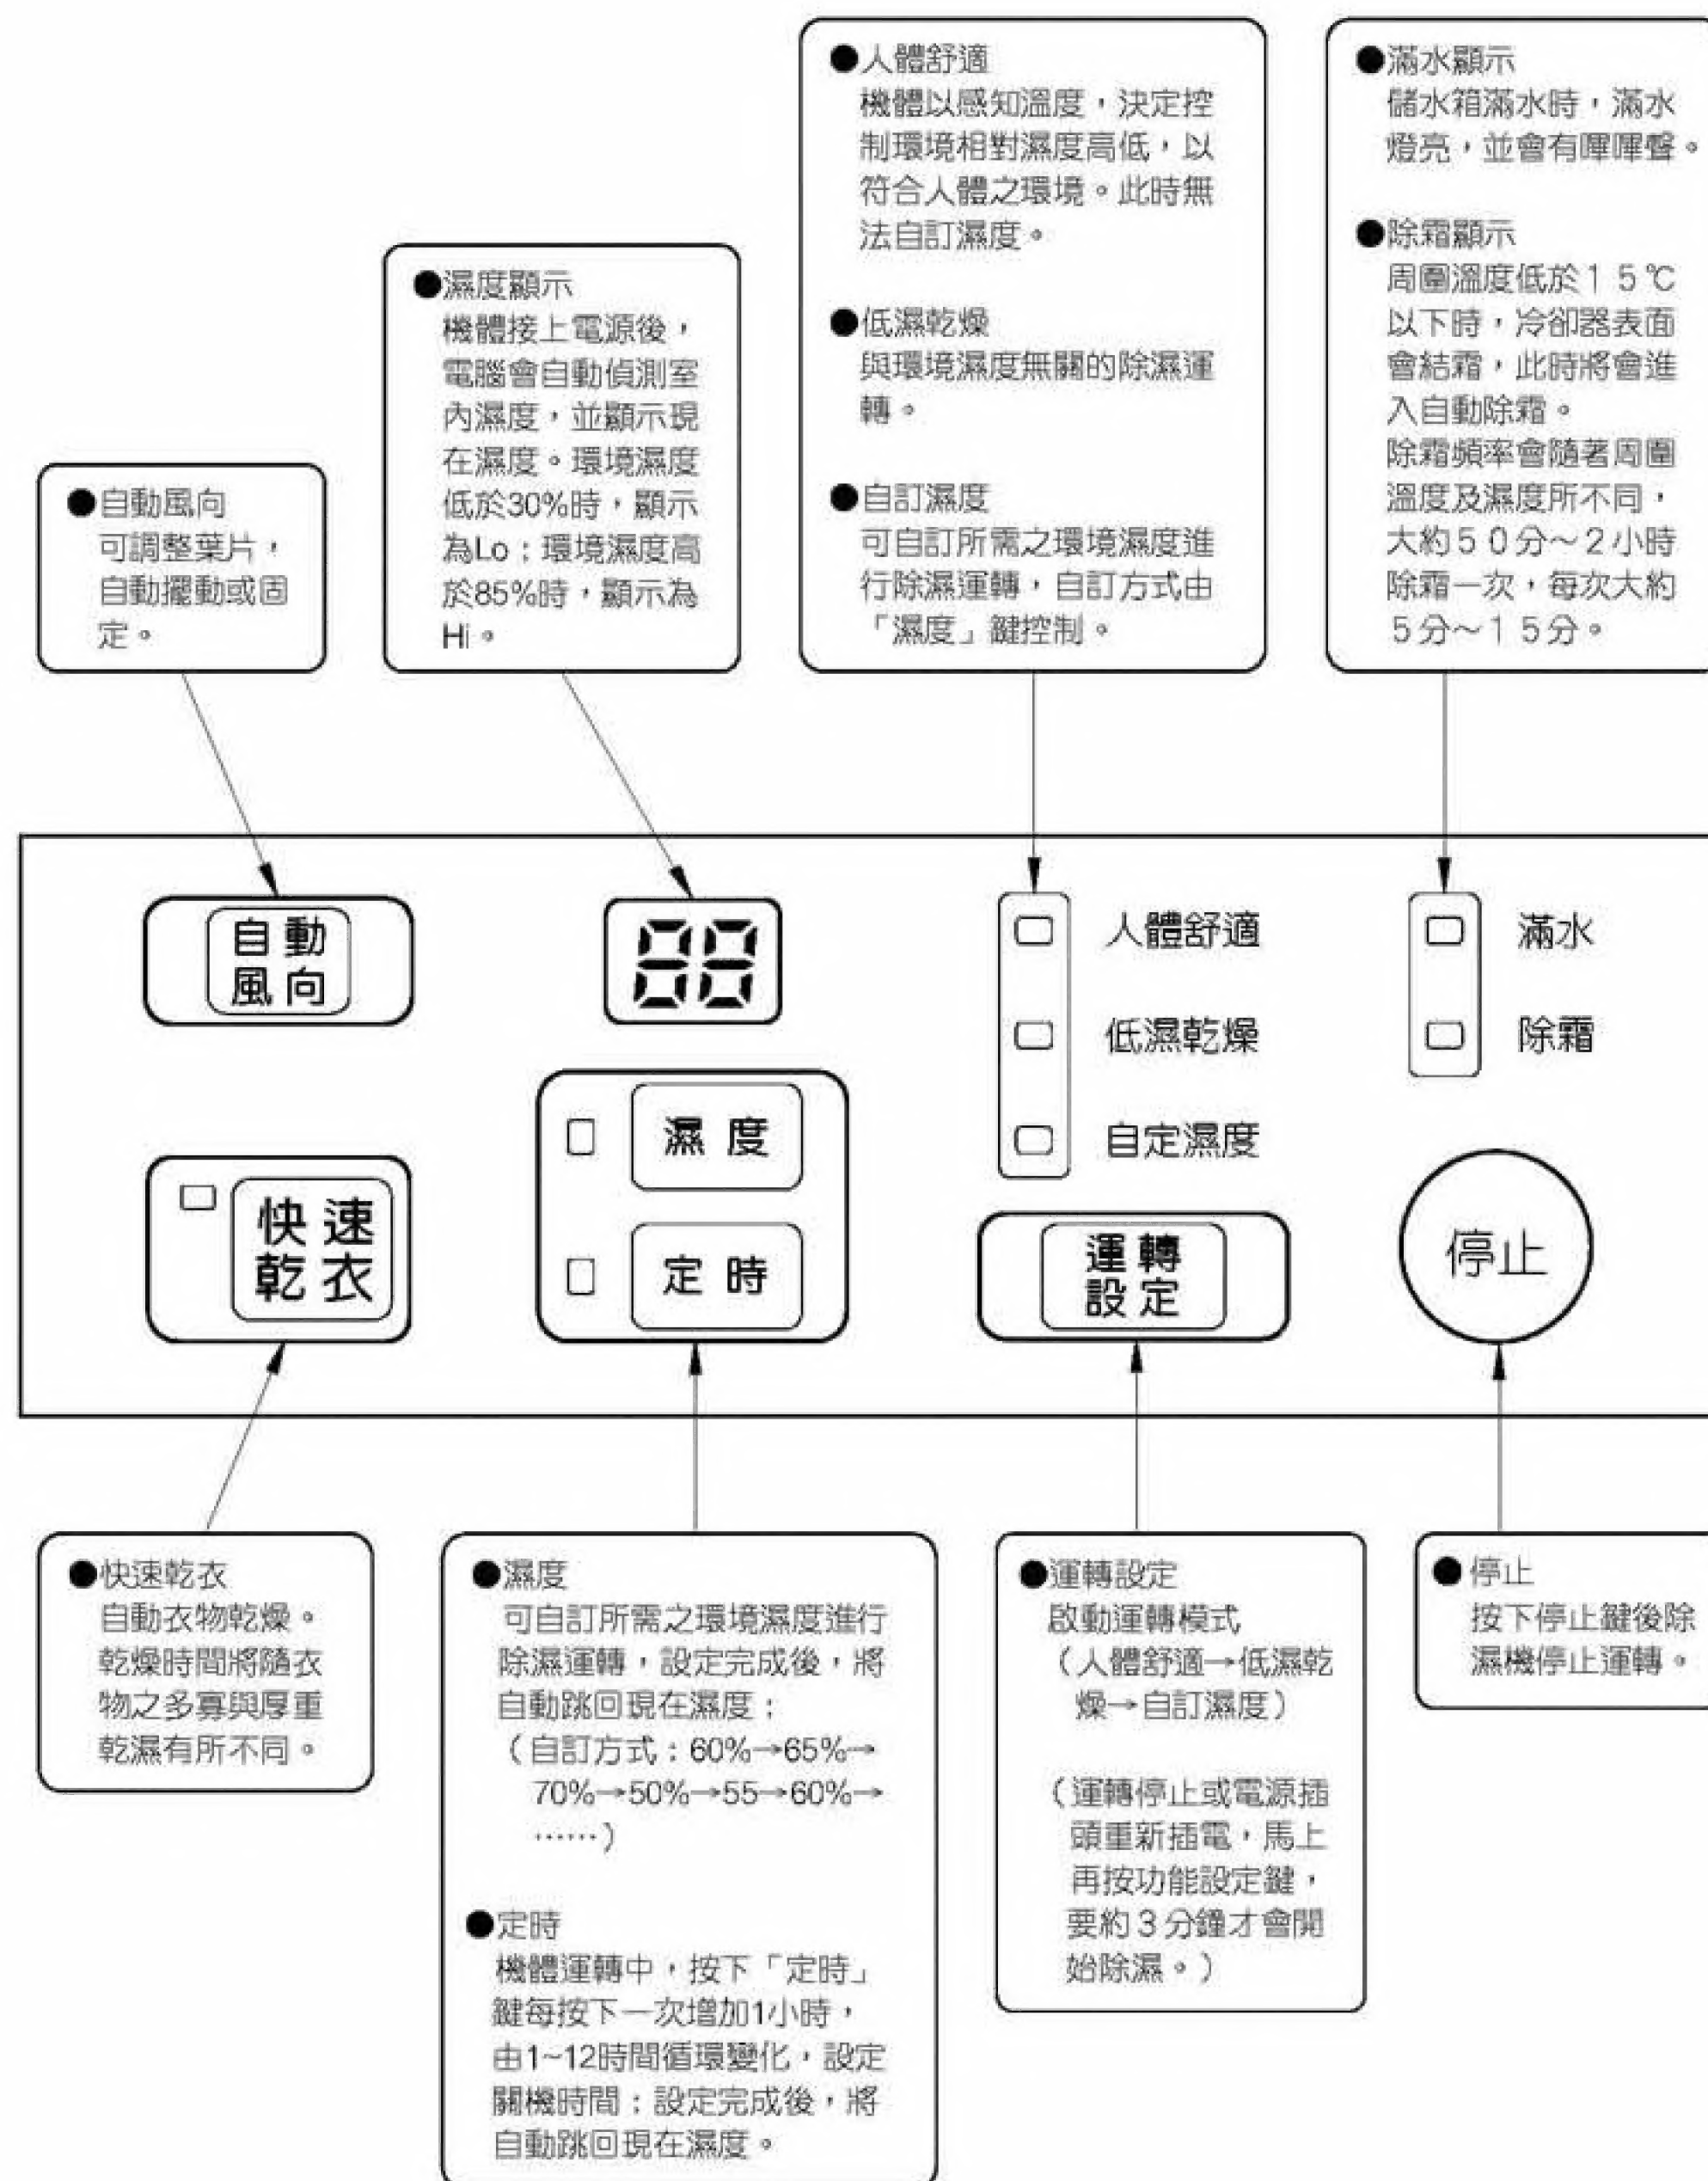 ●人體舒適
機體以感知溫度，決定控
制環境相對濕度高低，以
符合人體之環境。此時無
法自訂濕度。
●低濕乾燥
與環境濕度無關的除濕運
轉。
●自訂濕度
可自訂所需之環境濕度進
行除濕運轉，自訂方式由
「濕度」鍵控制。
●滿水顯示
儲水箱滿水時，滿水
燈亮，並會有嗶嗶聲。
●除霜顯示
周圍溫度低於１５℃
以下時，冷卻器表面
會結霜，此時將會進
入自動除霜。
除霜頻率會隨著周圍
溫度及濕度所不同，
大約５０分～２小時
除霜一次，每次大約
５分～１５分。
●濕度顯示
機體接上電源後，
電腦會自動偵測室
內濕度，並顯示現
在濕度。環境濕度
低於30%時，顯示
為Lo；環境濕度高
於85%時，顯示為
Hi。
●自動風向
可調整葉片，
自動擺動或固
定。
自動
風向
88
人體舒適
低濕乾燥
自定濕度
滿水
除霜
快速
乾衣
濕度
定時
運轉
設定
停止
●快速乾衣
自動衣物乾燥。
乾燥時間將隨衣
物之多寡與厚重
乾濕有所不同。
●濕度
可自訂所需之環境濕度進行
除濕運轉，設定完成後，將
自動跳回現在濕度；
（自訂方式：60%→65%→
70%→50%→55→60%→
……）
●定時
機體運轉中，按下「定時」
鍵每按下一次增加1小時，
由1~12時間循環變化，設定
關機時間；設定完成後，將
自動跳回現在濕度。
●運轉設定
啟動運轉模式
（人體舒適→低濕乾
燥→自訂濕度）
（運轉停止或電源插
頭重新插電，馬上
再按功能設定鍵，
要約３分鐘才會開
始除濕。）
●停止
按下停止鍵後除
濕機停止運轉。